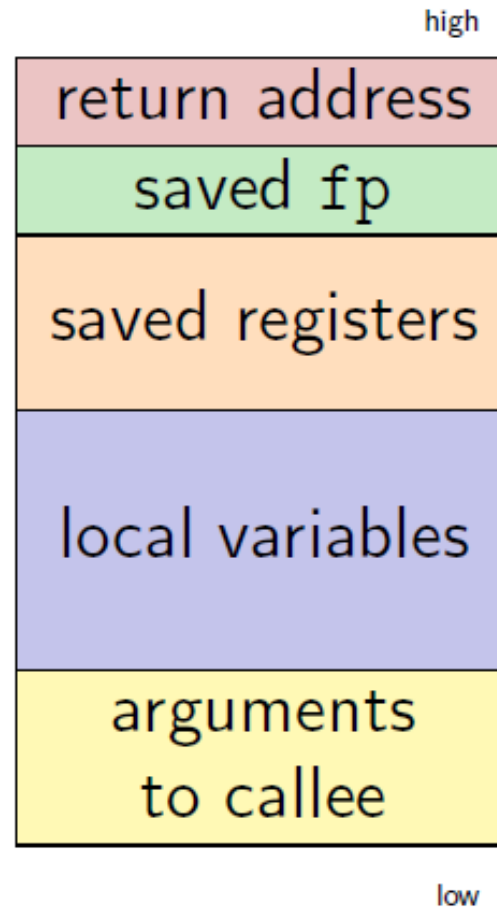 high
return address
saved fp
saved registers
local variables
arguments
to callee
low